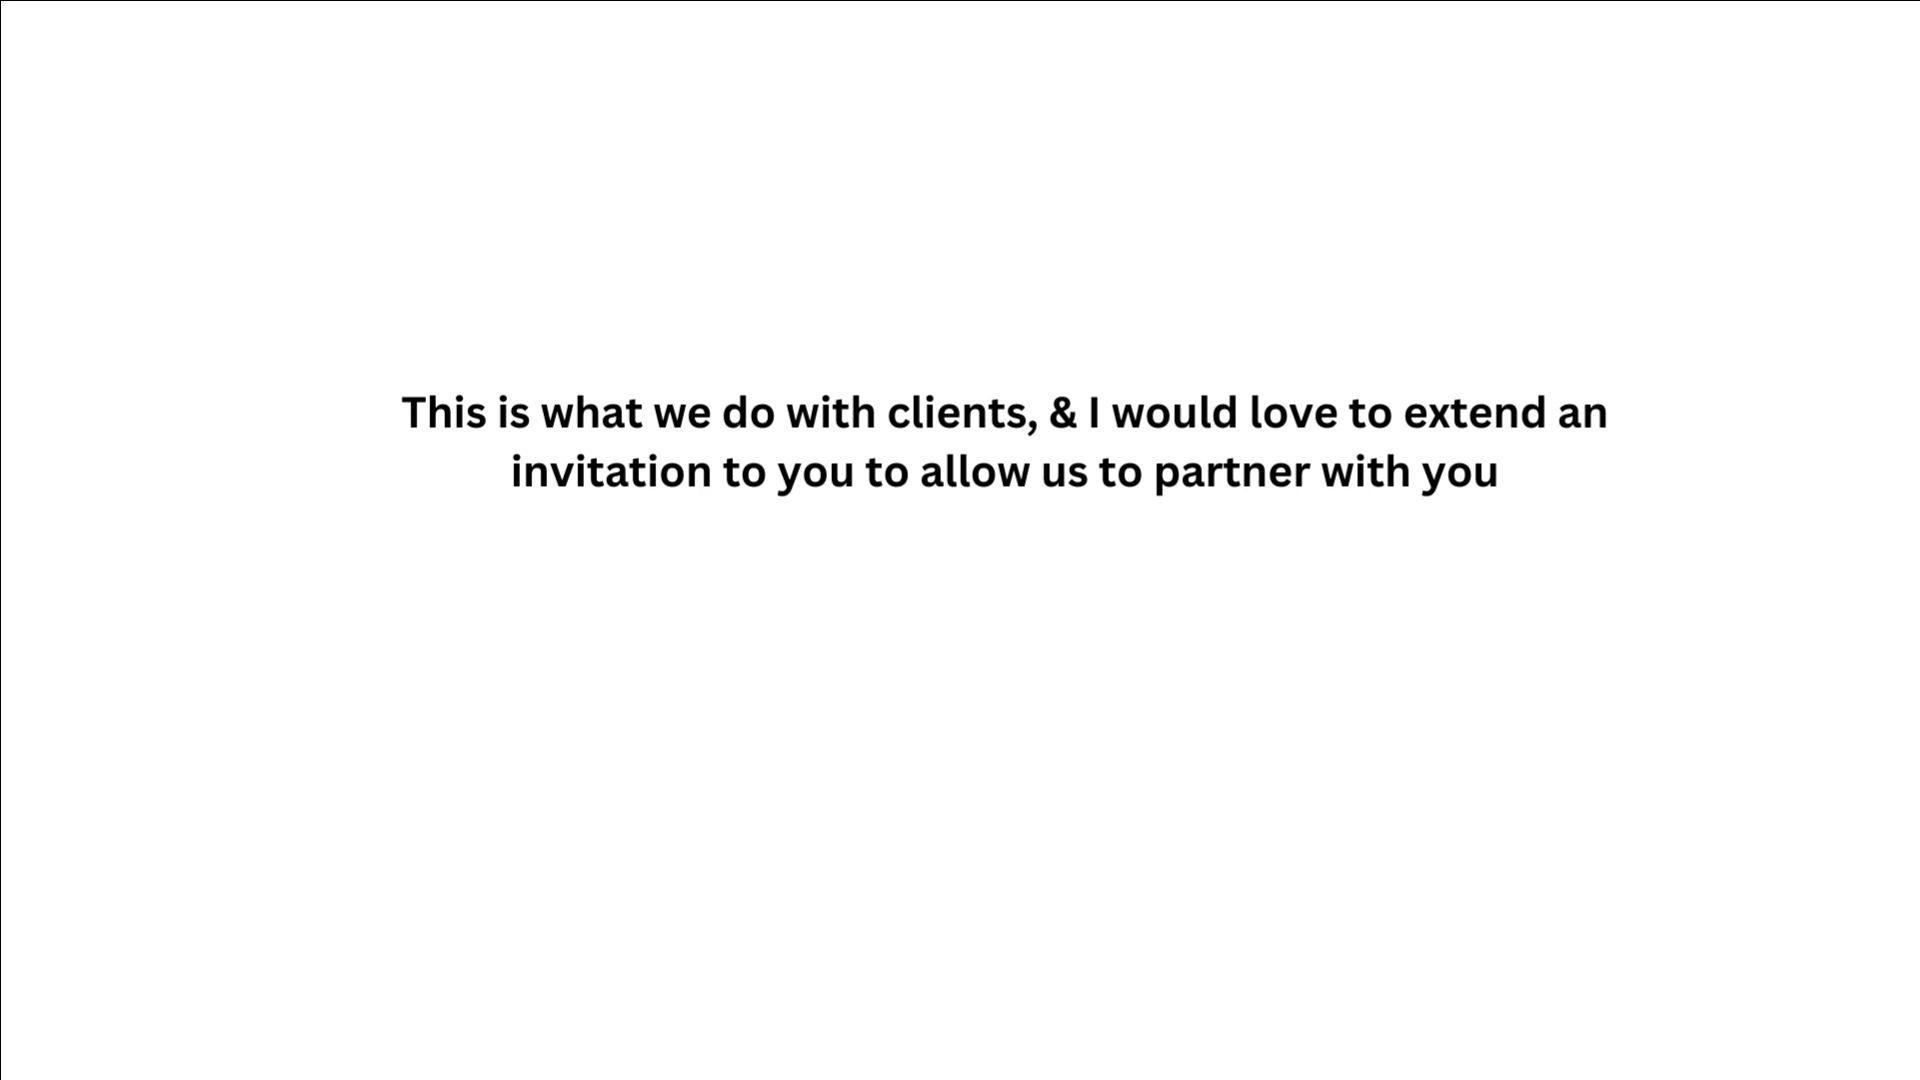 This is what we do with clients, & I would love to extend an
invitation to you to allow us to partner with you